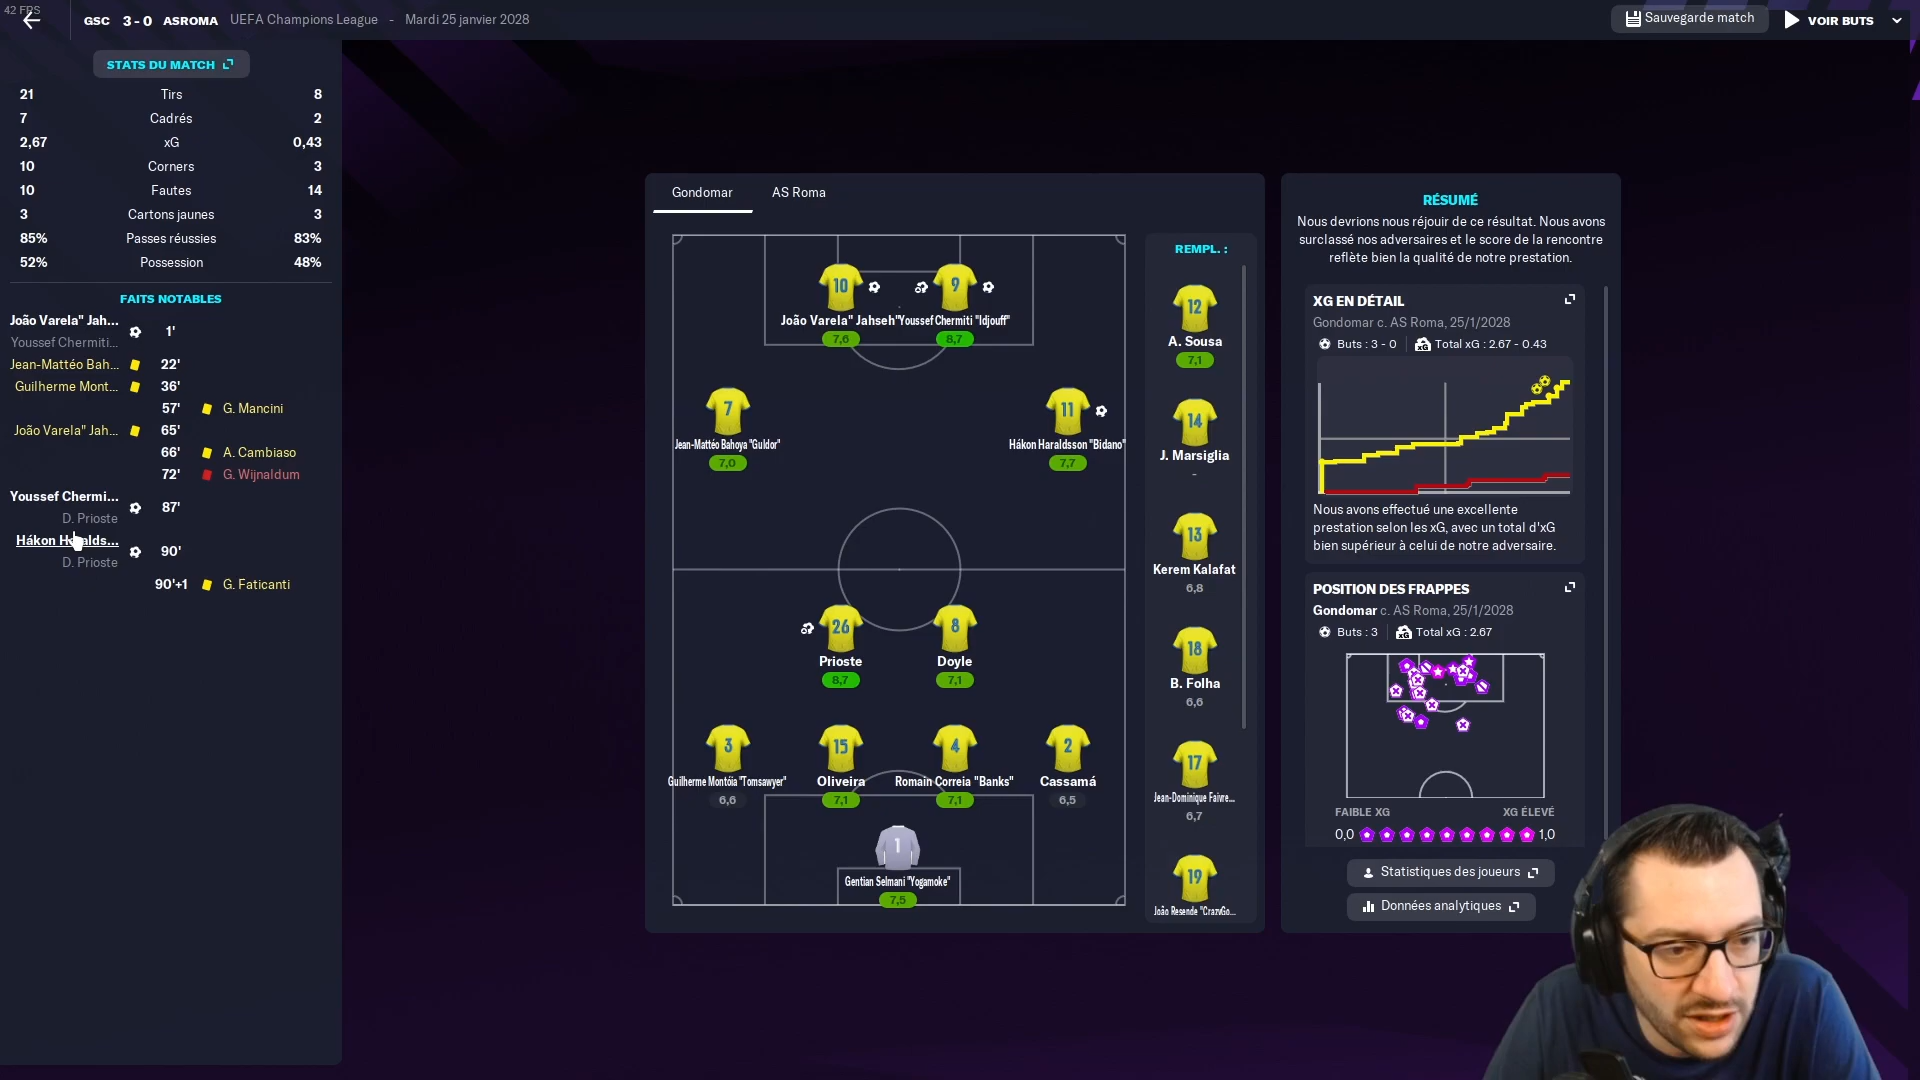 42 FPS
GSC 3 - 0 ASROMA UEFA Champions League - Mardi 25 janvier 2028
Sauvegarde match
VOIR BUTS
STATS DU MATCH
21 Tirs 8
7 Cadrés 2
2,67 xG 0,43
10 Corners 3
10 Fautes 14
3 Cartons jaunes 3
85% Passes réussies 83%
52% Possession 48%
FAITS NOTABLES
João Varela" Jah...
1'
Youssef Chermiti...
Jean-Mattéo Bah... 22'
Guilherme Mont... 36'
57' G. Mancini
João Varela" Jah... 65'
66' A. Cambiaso
72' G. Wijnaldum
Youssef Chermi...
87'
D. Prioste
Hákon Haralds...
90'
D. Prioste
90'+1 G. Faticanti
Gondomar AS Roma
10
João Varela" Jahseh"
7,6
9
Youssef Chermiti "Idjouff"
8,7
7
Jean-Mattéo Bahoya "Guldor"
7,0
11
Hákon Haraldsson "Bidano"
7,7
26
Prioste
8,7
8
Doyle
7,1
3
Guilherme Montóia "Tomsawyer"
6,6
15
Oliveira
7,1
4
Romain Correia "Banks"
7,1
2
Cassamá
6,5
1
Gentian Selmani "Yogamoke"
7,5
REMPL. :
12
A. Sousa
7,1
14
J. Marsiglia
-
13
Kerem Kalafat
6,8
18
B. Folha
6,6
17
Jean-Dominique Faivre...
6,7
19
João Resende "CrazyGo...
RÉSUMÉ
Nous devrions nous réjouir de ce résultat. Nous avons
surclassé nos adversaires et le score de la rencontre
reflète bien la qualité de notre prestation.
XG EN DÉTAIL
Gondomar c. AS Roma, 25/1/2028
Buts : 3 - 0 xG Total xG : 2.67 - 0.43
Nous avons effectué une excellente
prestation selon les xG, avec un total d'xG
bien supérieur à celui de notre adversaire.
POSITION DES FRAPPES
Gondomar c. AS Roma, 25/1/2028
Buts : 3 xG Total xG : 2.67
FAIBLE XG XG ÉLEVÉ
0,0 1,0
Statistiques des joueurs
Données analytiques